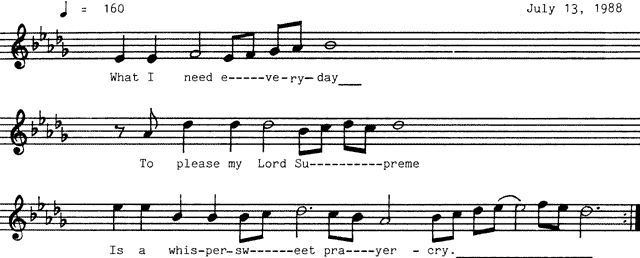 ♩ = 160 July 13, 1988
What I need e-----ve-ry-day___
To please my Lord Su----------preme
Is a whis-per-sw------eet pra----yer-cry.___________________